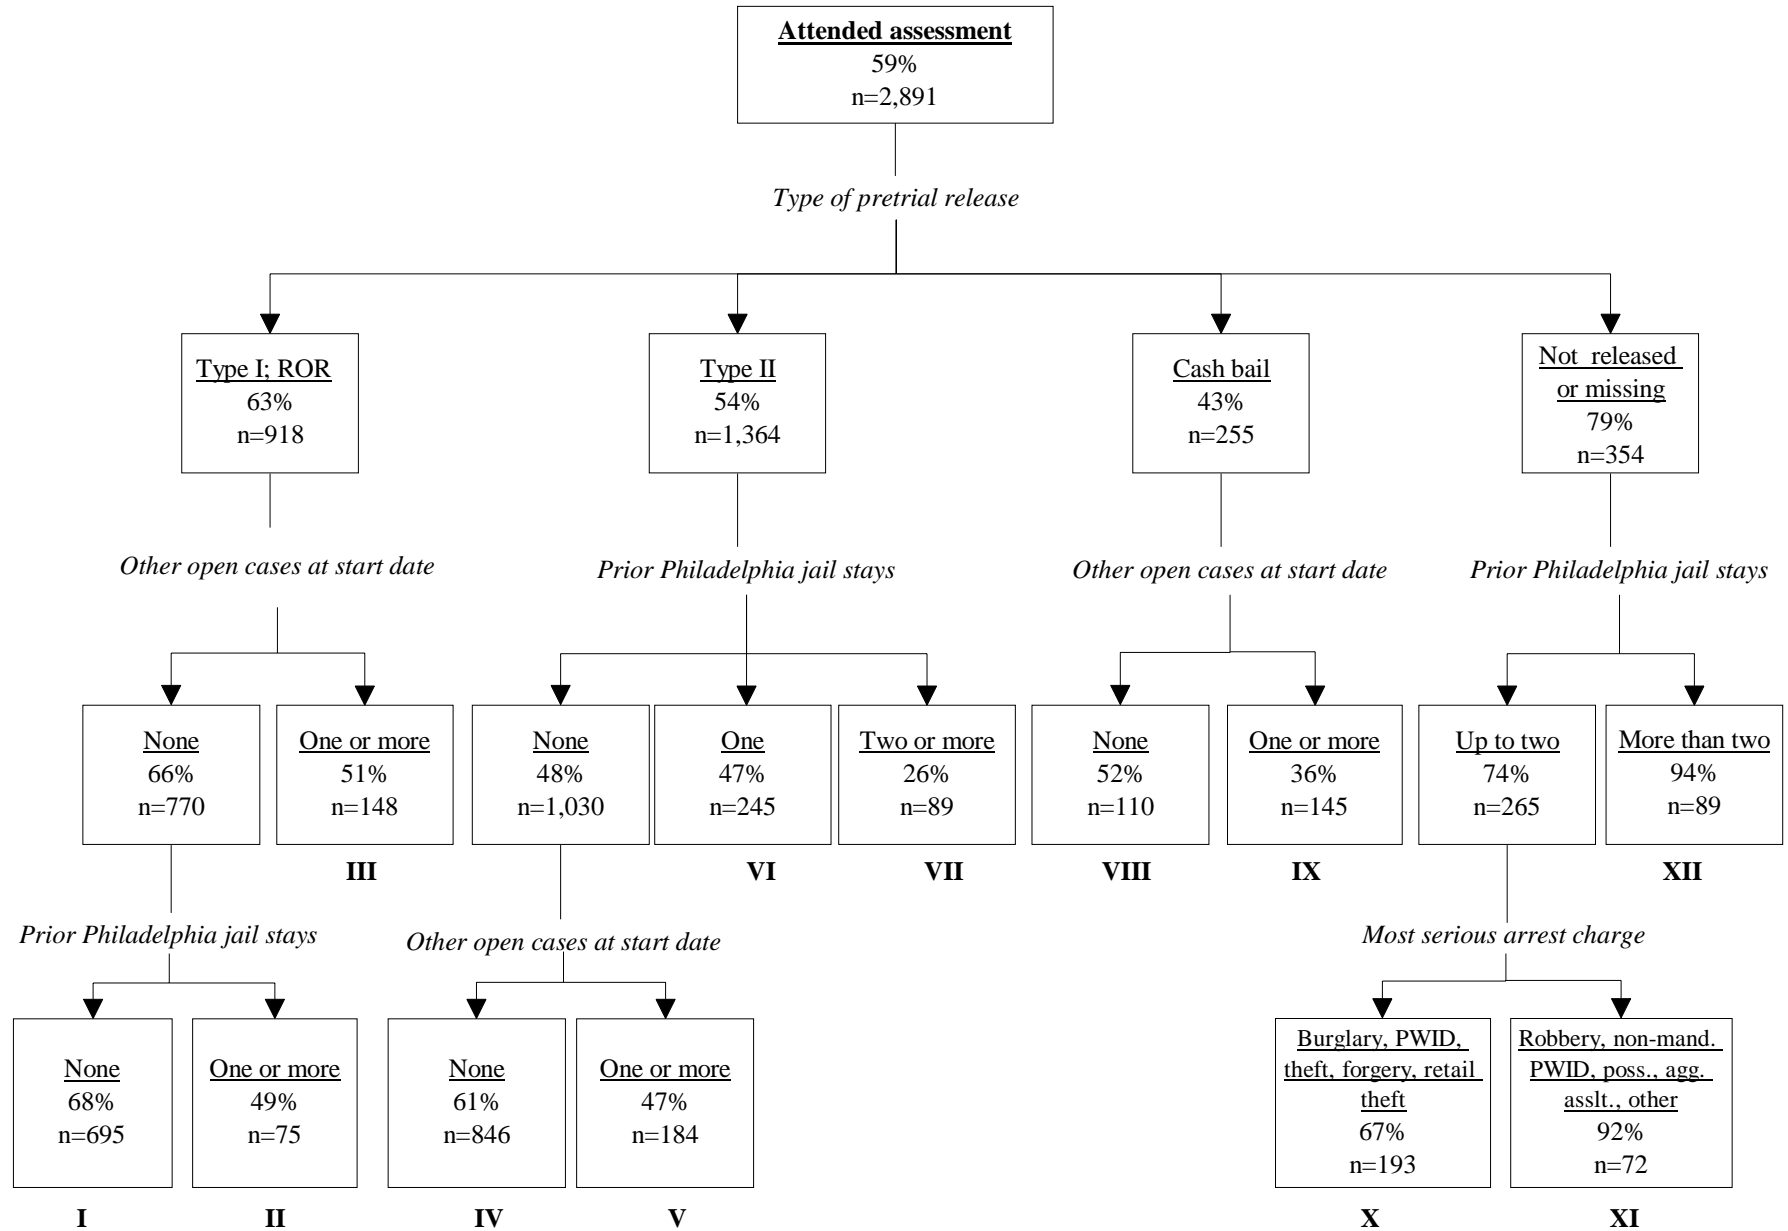 Attended assessment
59%
n=2,891
Type of pretrial release
Type I; ROR
63%
n=918
Type II
54%
n=1,364
Cash bail
43%
n=255
Not released
or missing
79%
n=354
Other open cases at start date
Prior Philadelphia jail stays
Other open cases at start date
Prior Philadelphia jail stays
None
66%
n=770
One or more
51%
n=148
None
48%
n=1,030
One
47%
n=245
Two or more
26%
n=89
None
52%
n=110
One or more
36%
n=145
Up to two
74%
n=265
More than two
94%
n=89
III
VI
VII
VIII
IX
XII
Prior Philadelphia jail stays
Other open cases at start date
Most serious arrest charge
None
68%
n=695
One or more
49%
n=75
None
61%
n=846
One or more
47%
n=184
Burglary, PWID,
theft, forgery, retail
theft
67%
n=193
Robbery, non-mand.
PWID, poss., agg.
asslt., other
92%
n=72
I
II
IV
V
X
XI